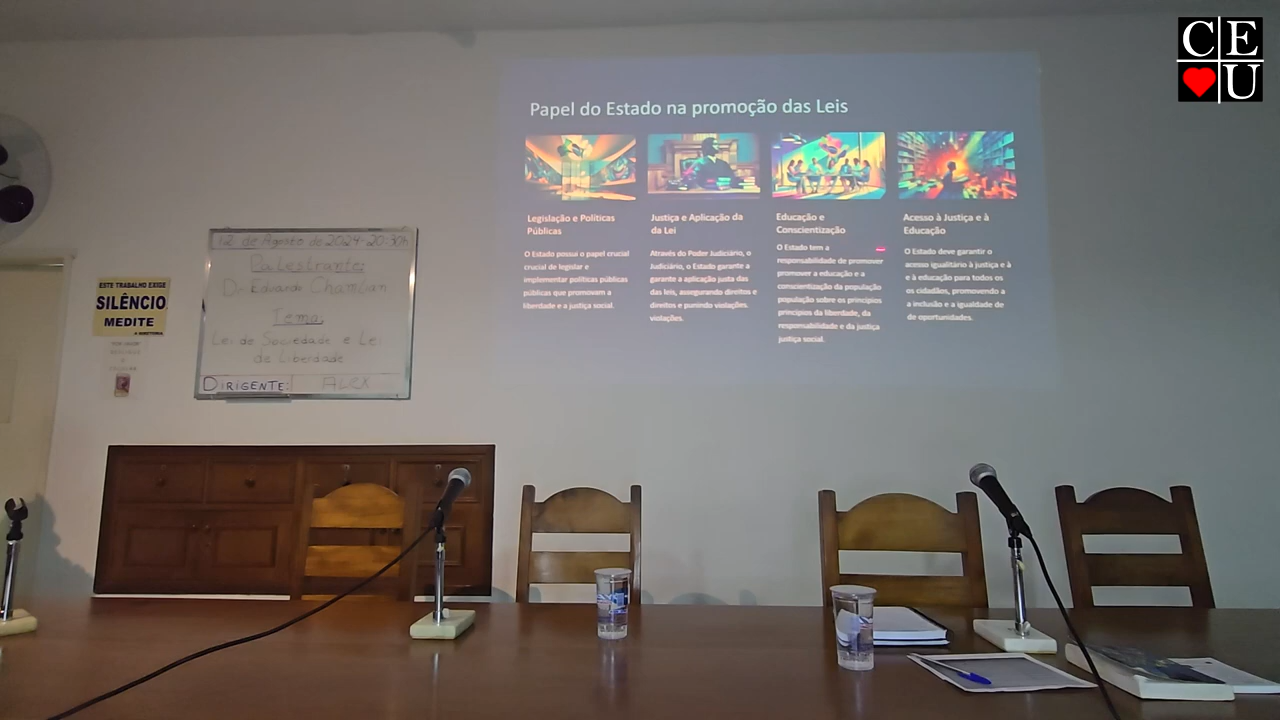 CE
U
Papel do Estado na promoção das Leis
Legislação e Políticas
Públicas
O Estado possui o papel crucial
crucial de legislar e
implementar políticas públicas
públicas que promovem a
liberdade e a justiça social.
Justiça e Aplicação da
da Lei
Através do Poder Judiciário, o
Judiciário, o Estado garante a
garante a aplicação justa das
das leis, assegurando direitos e
direitos e punindo violações.
violações.
Educação e
Conscientização
O Estado tem a
responsabilidade de promover
promover a educação e a
conscientização da população
população sobre os princípios
princípios da liberdade, da
responsabilidade e da justiça
justiça social.
Acesso à Justiça e à
Educação
O Estado deve garantir o
acesso igualitário à justiça e à
e à educação para todos os
os cidadãos, promovendo a
a inclusão e a igualdade de
de oportunidades.
12 de Agosto de 2024-20:30h
Palestrante:
Dr. Eduardo
Tema:
Lei de Sociedade e Lei
de Liberdade
DIRIGENTE: ALEX
ESTE TRABALHO EXIGE
SILÊNCIO
MEDITE
A DIRETORIA